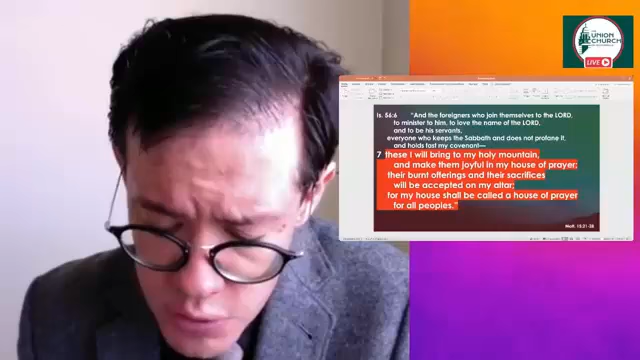 THE
UNION
CHURCH
LIVE
Is. 56:6 "And the foreigners who join themselves to the LORD,
to minister to him, to love the name of the LORD,
and to be his servants,
everyone who keeps the Sabbath and does not profane it,
and holds fast my covenant—
7 these I will bring to my holy mountain,
and make them joyful in my house of prayer;
their burnt offerings and their sacrifices
will be accepted on my altar;
for my house shall be called a house of prayer
for all peoples."
Matt. 15:21-28